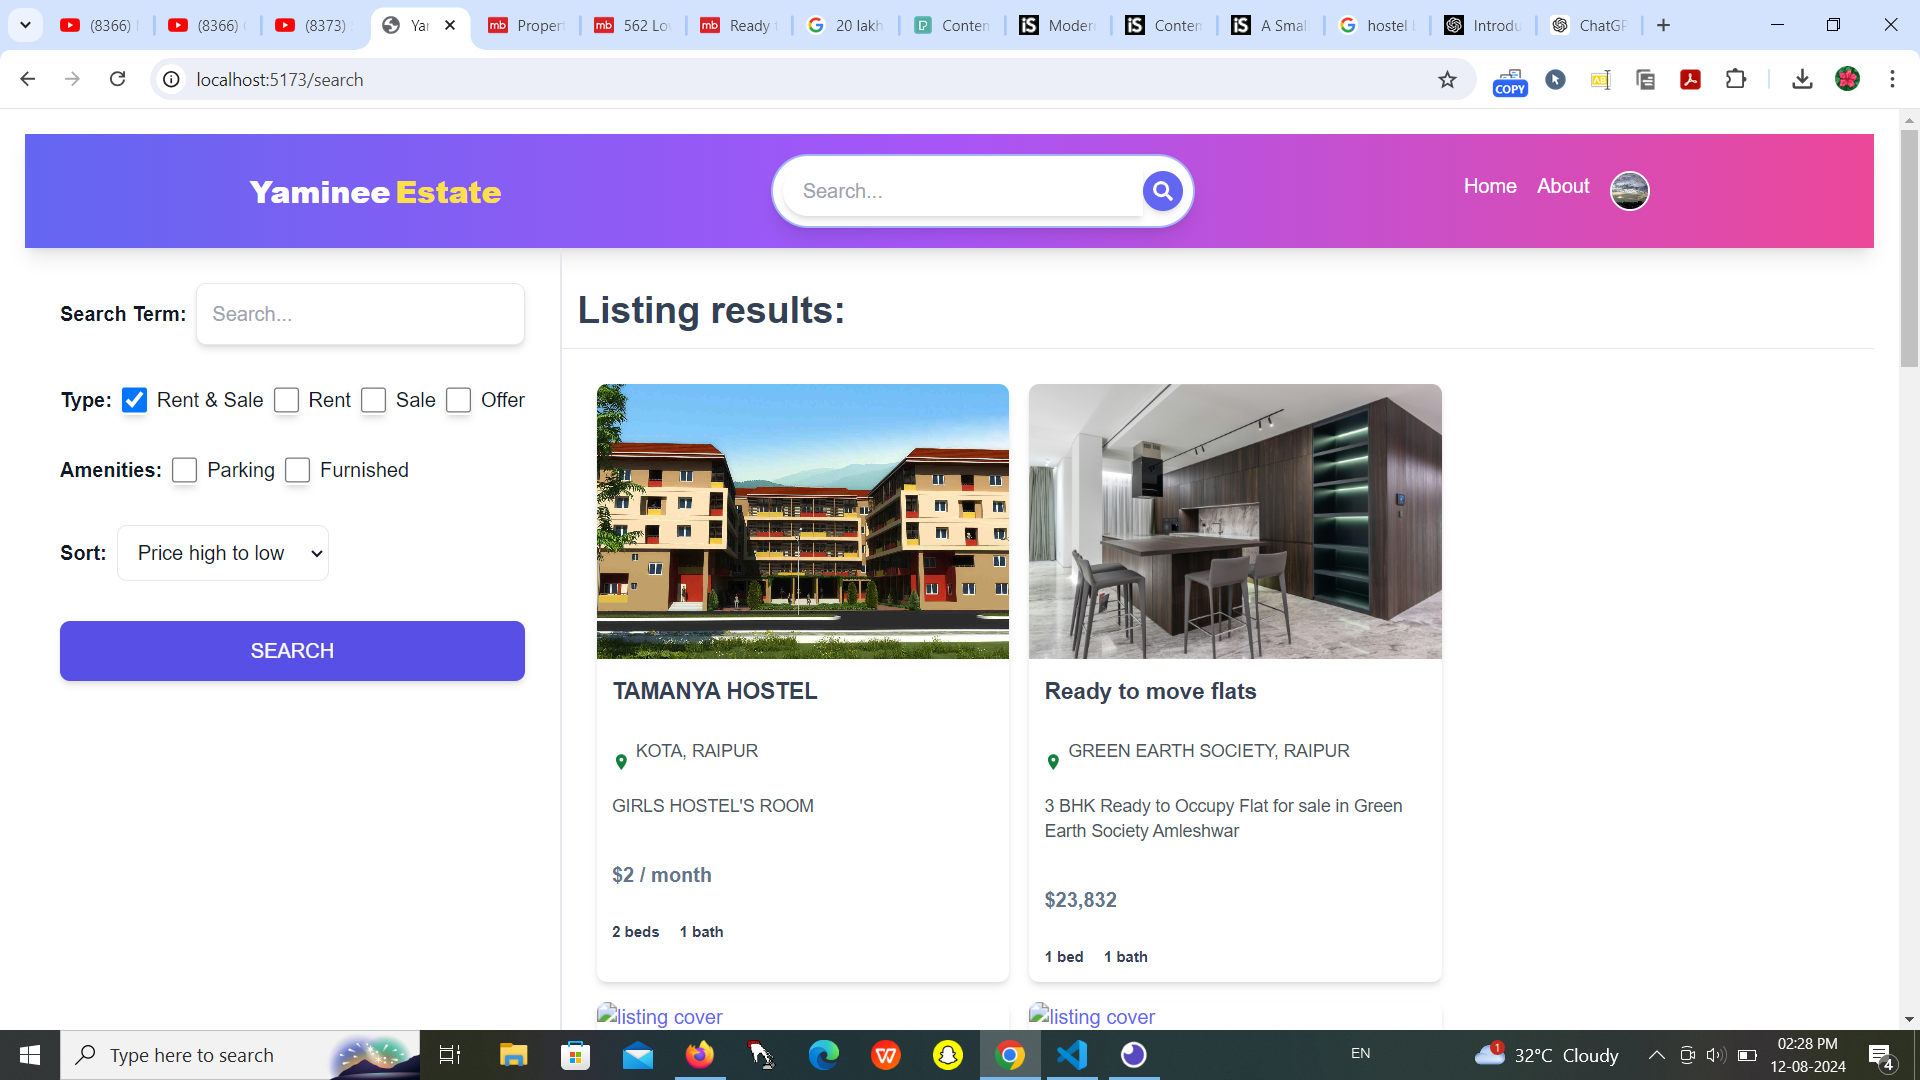 (8366)
(8366)
(8373)
Yar
Propert
562 Lo
Ready t
20 lakh
Conten
Modern
Contem
A Smal
hostel
Introdu
ChatGP
localhost:5173/search
COPY
Yaminee Estate
Search...
Home
About
Search Term:
Search...
Type:
Rent & Sale
Rent
Sale
Offer
Amenities:
Parking
Furnished
Sort:
Price high to low
SEARCH
Listing results:
TAMANYA HOSTEL
KOTA, RAIPUR
GIRLS HOSTEL'S ROOM
$2 / month
2 beds 1 bath
Ready to move flats
GREEN EARTH SOCIETY, RAIPUR
3 BHK Ready to Occupy Flat for sale in Green
Earth Society Amleshwar
$23,832
1 bed 1 bath
listing cover
listing cover
Type here to search
EN
1
32°C Cloudy
02:28 PM
12-08-2024
4